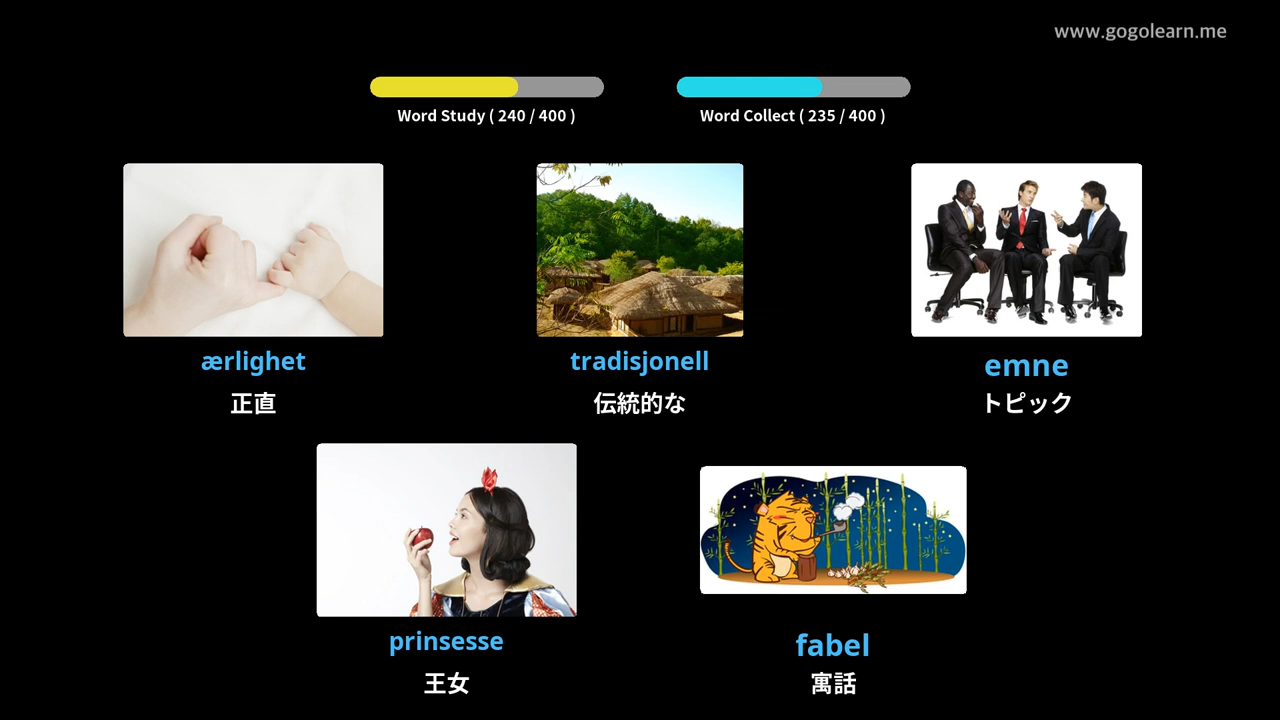 www.gogolearn.me
Word Study ( 240 / 400 )
Word Collect ( 235 / 400 )
ærlighet
正直
tradisjonell
伝統的な
emne
トピック
prinsesse
王女
fabel
寓話